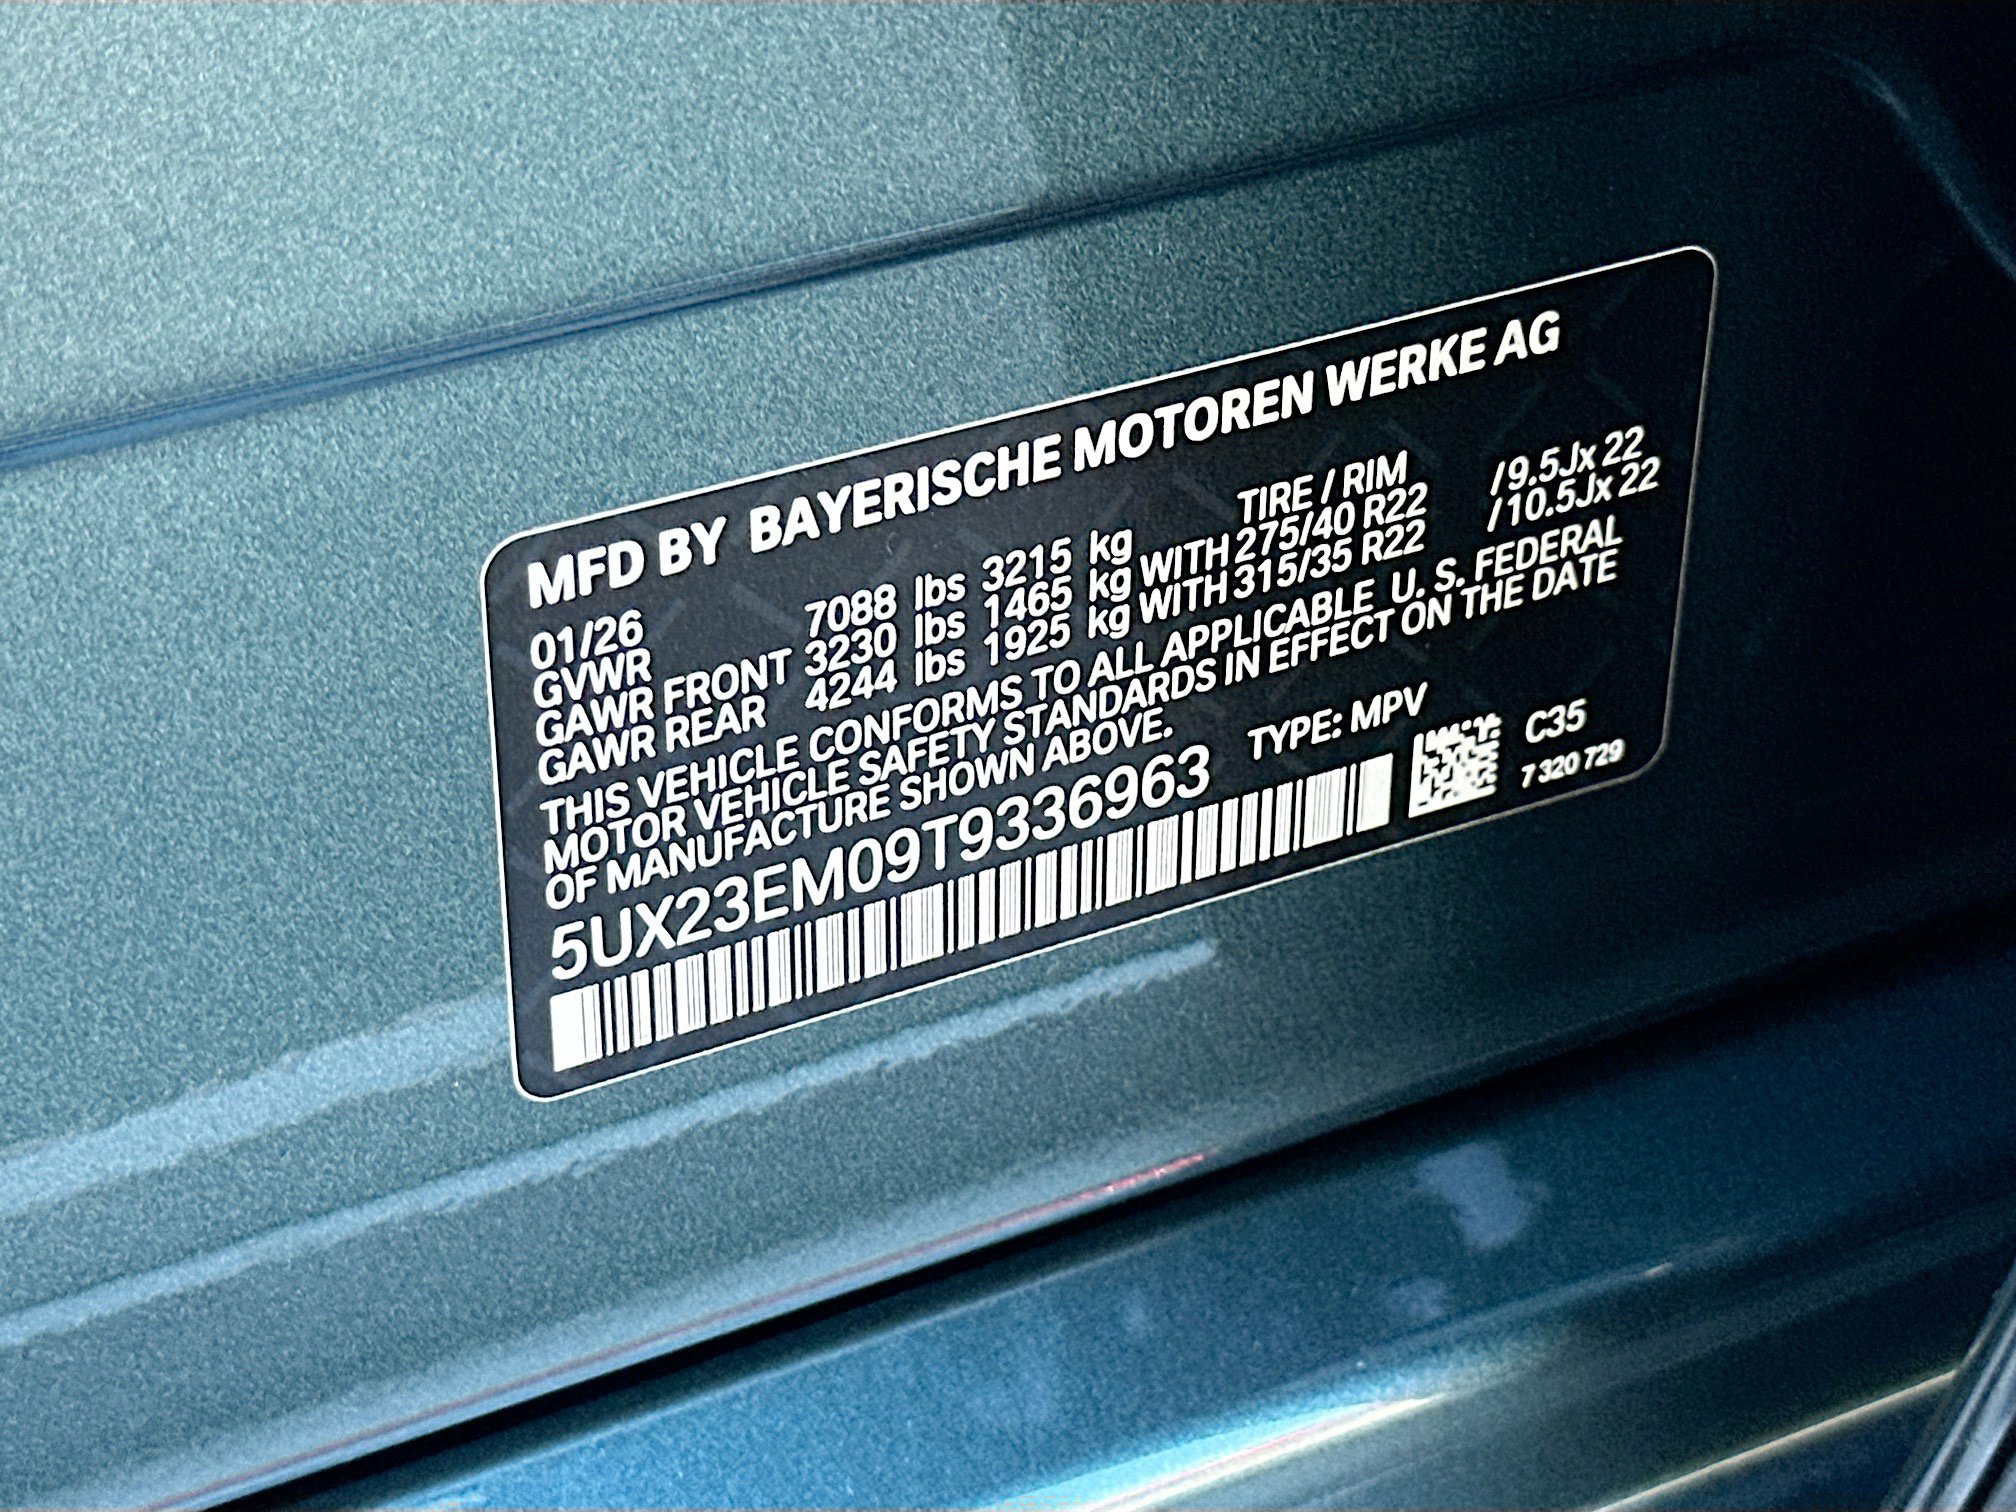 MFD BY BAYERISCHE MOTOREN WERKE AG
01/26 TIRE / RIM
GVWR 7088 lbs 3215 kg
GAWR FRONT 3230 lbs 1465 kg WITH 275/40 R22 /9.5Jx 22
GAWR REAR 4244 lbs 1925 kg WITH 315/35 R22 /10.5Jx 22
THIS VEHICLE CONFORMS TO ALL APPLICABLE U. S. FEDERAL
MOTOR VEHICLE SAFETY STANDARDS IN EFFECT ON THE DATE
OF MANUFACTURE SHOWN ABOVE.
5UX23EM09T9336963 TYPE: MPV
C35
7 320 729